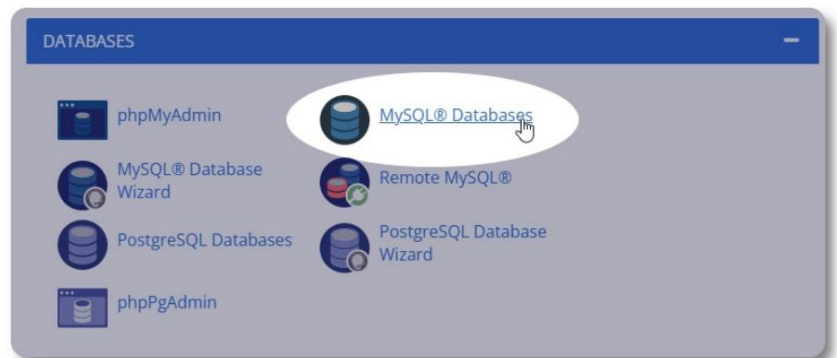 DATABASES
phpMyAdmin
MySQL® Databases
MySQL® Database
Wizard
Remote MySQL®
PostgreSQL Databases
PostgreSQL Database
Wizard
phpPgAdmin